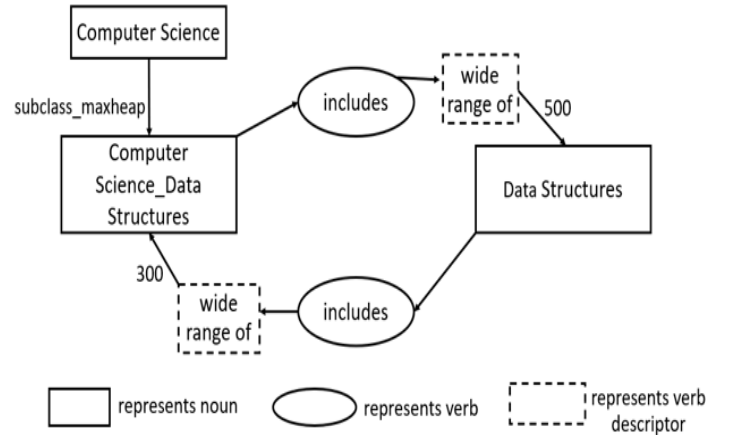 Computer Science
subclass_maxheap
Computer
Science_Data
Structures
includes
wide
range of
500
Data Structures
includes
wide
range of
300
represents noun
represents verb
represents verb
descriptor